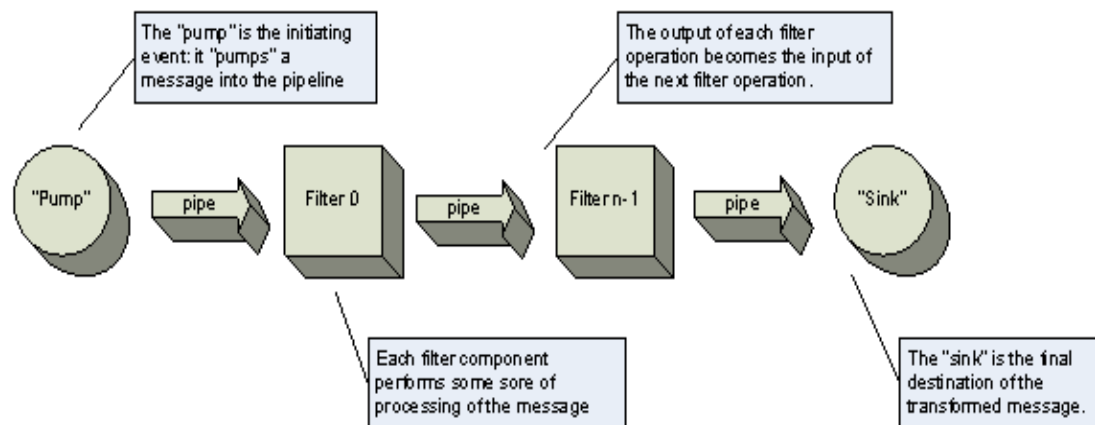 The "pump" is the initiating
event: it "pumps" a
message into the pipeline
The output of each filter
operation becomes the input of
the next filter operation.
"Pump"
pipe
Filter 0
pipe
Filter n-1
pipe
"Sink"
Each filter component
performs some sore of
processing of the message
The "sink" is the final
destination of the
transformed message.